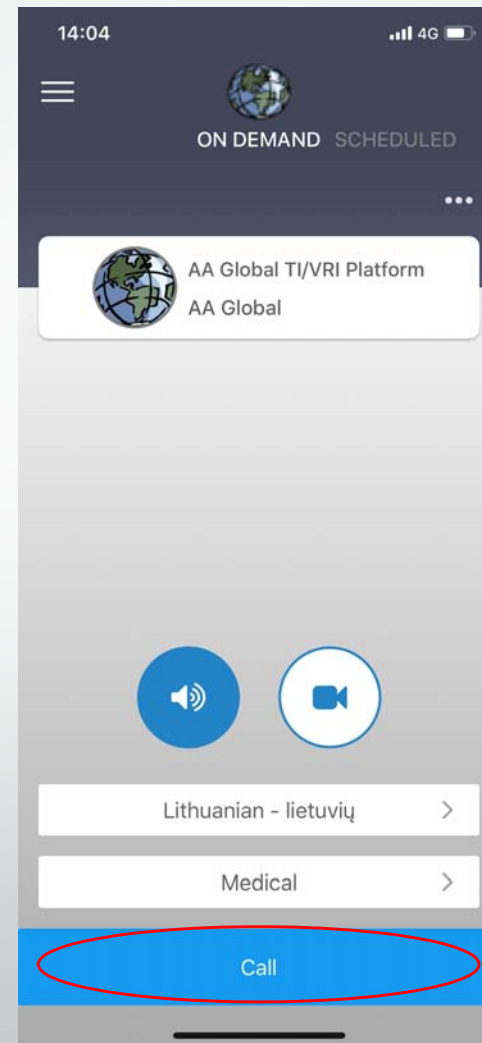 14:04
4G
ON DEMAND SCHEDULED
AA Global TI/VRI Platform
AA Global
Lithuanian - lietuvių
Medical
Call